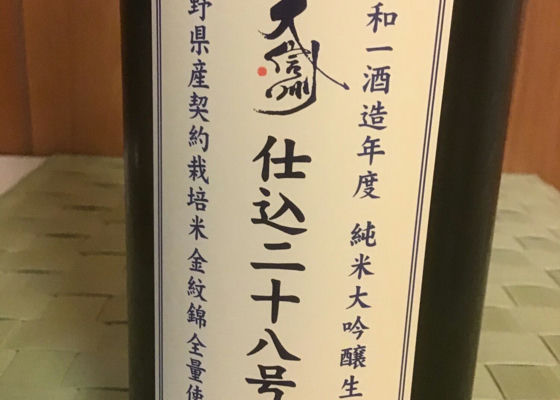 和一酒造年度 純米大吟醸生
大信州
仕込二十八号
野県産契約栽培米金紋錦全量使